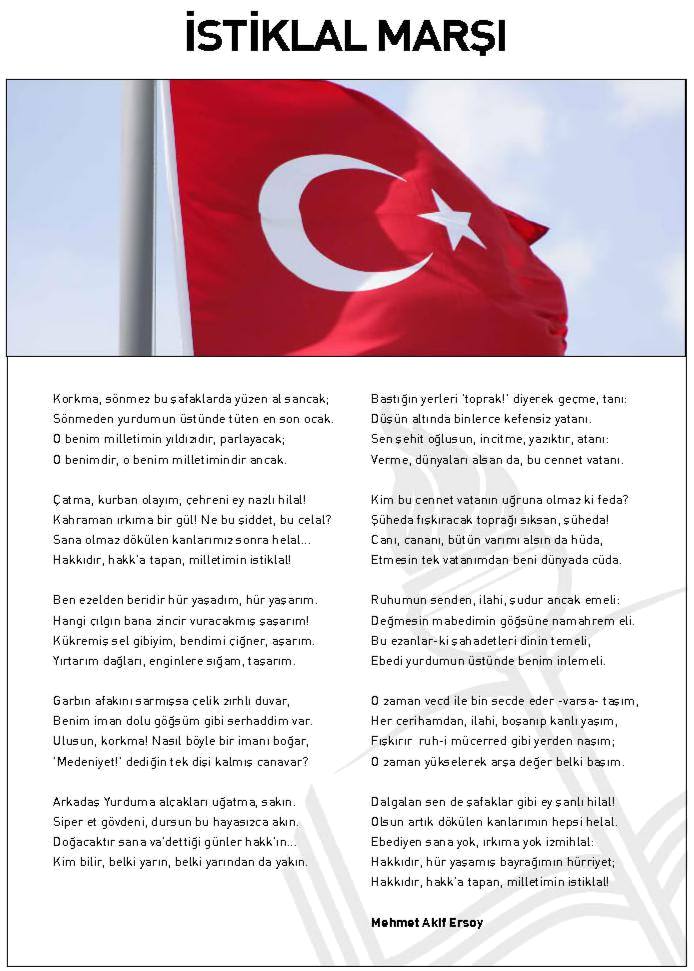 İSTİKLAL MARŞI
Korkma, sönmez bu şafaklarda yüzen al sancak;
Sönmeden yurdumun üstünde tüten en son ocak.
O benim milletimin yıldızıdır, parlayacak;
O benimdir, o benim milletimindir ancak.
Çatma, kurban olayım, çehreni ey nazlı hilal!
Kahraman ırkıma bir gül! Ne bu şiddet, bu celal?
Sana olmaz dökülen kanlarımız sonra helal...
Hakkıdır, hakk'a tapan, milletimin istiklal!
Ben ezelden beridir hür yaşadım, hür yaşarım.
Hangi çılgın bana zincir vuracakmış şaşarım!
Kükremiş sel gibiyim, bendimi çiğner, aşarım.
Yırtarım dağları, enginlere sığam, taşarım.
Garbın afakını sarmışsa çelik zırhlı duvar,
Benim iman dolu göğsüm gibi serhaddim var.
Ulusun, korkma! Nasıl böyle bir imanı boğar,
'Medeniyet!' dediğin tek dişi kalmış canavar?
Arkadaş Yurduma alçakları uğatma, sakın.
Siper et gövdeni, dursun bu hayasızca akın.
Doğacaktır sana va'dettiği günler hakk'ın...
Kim bilir, belki yarın, belki yarından da yakın.
Bastığın yerleri 'toprak!' diyerek geçme, tanı:
Düşün altında binlerce kefensiz yatanı.
Sen şehit oğlusun, incitme, yazıktır, atanı:
Verme, dünyaları alsan da, bu cennet vatanı.
Kim bu cennet vatanın uğruna olmaz ki feda?
Şüheda fışkıracak toprağı sıksan, şüheda!
Canı, cananı, bütün varımı alsın da hüda,
Etmesin tek vatanımdan beni dünyada cüda.
Ruhumun senden, ilahi, şudur ancak emeli:
Değmesin mabedimin göğsüne namahrem eli.
Bu ezanlar-ki şahadetleri dinin temeli,
Ebedi yurdumun üstünde benim inlemeli.
O zaman vecd ile bin secde eder -varsa- taşım,
Her cerihamdan, ilahi, boşanıp kanlı yaşım,
Fışkırır ruh-i mücerred gibi yerden naşım;
O zaman yükselerek arşa değer belki başım.
Dalgalan sen de şafaklar gibi ey şanlı hilal!
Olsun artık dökülen kanlarımın hepsi helal.
Ebediyen sana yok, ırkıma yok izmihlal:
Hakkıdır, hür yaşamış bayrağımın hürriyet;
Hakkıdır, hakk'a tapan, milletimin istiklal!
Mehmet Akif Ersoy